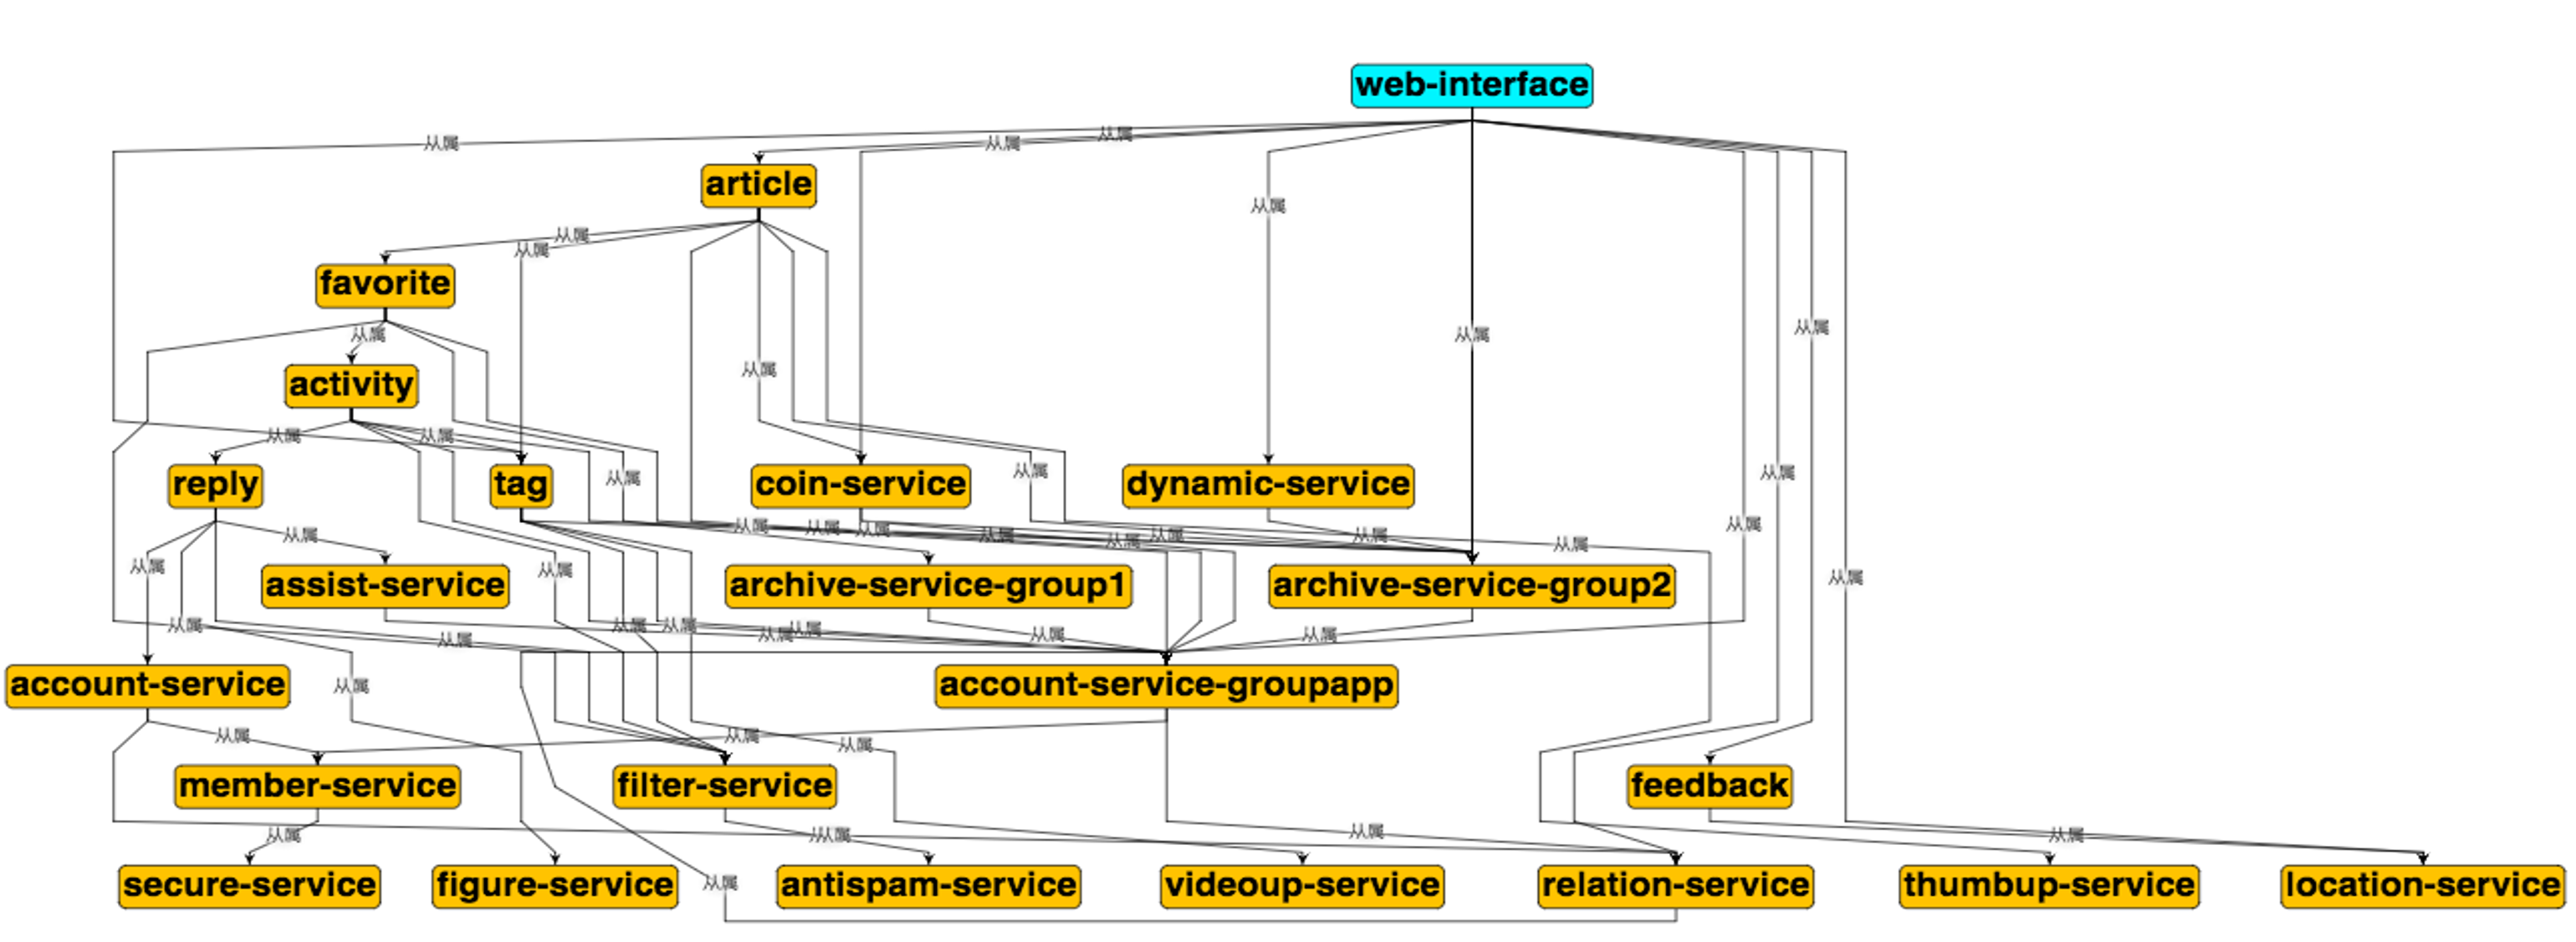 web-interface
从属
从属
从属
article
从属
从属
从属
favorite
从属
从属
从属
从属
activity
从属
从属
从属
从属
从属
reply
tag
coin-service
dynamic-service
从属
从属
从属
从属
从属
从属
从属
从属
从属
从属
从属
从属
从属
assist-service
archive-service-group1
archive-service-group2
从属
从属
从属
从属
从属
从属
从属
从属
从属
account-service
从属
account-service-groupapp
从属
从属
从属
member-service
filter-service
feedback
从属
从属
从属
从属
secure-service
figure-service
从属
antispam-service
videoup-service
relation-service
thumbup-service
location-service